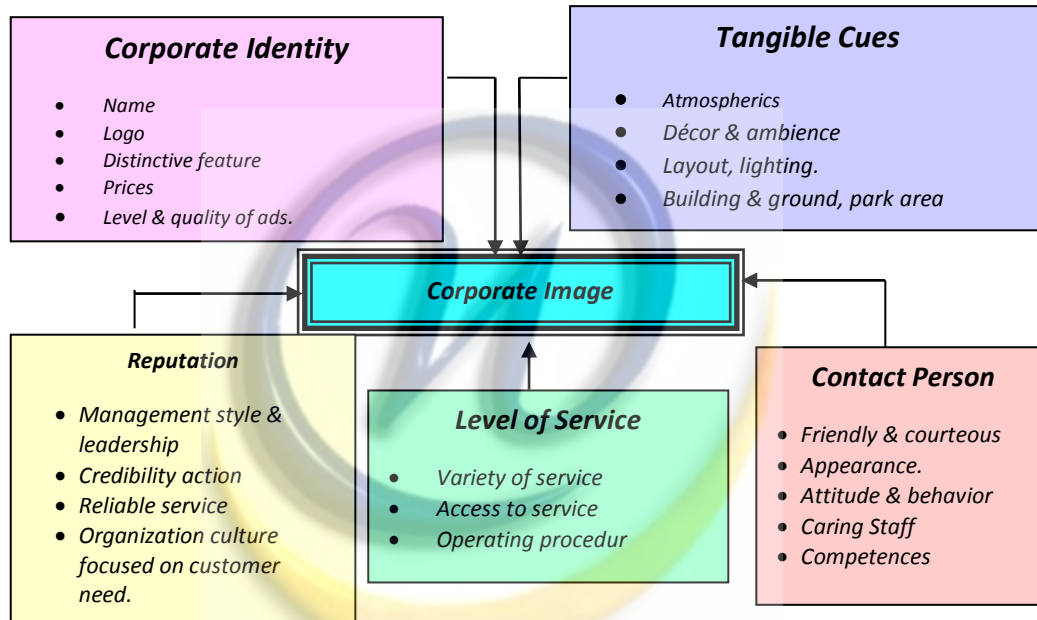 Corporate Identity
• Name
• Logo
• Distinctive feature
• Prices
• Level & quality of ads.
Tangible Cues
• Atmospherics
• Décor & ambience
• Layout, lighting.
• Building & ground, park area
Corporate Image
Reputation
• Management style &
leadership
• Credibility action
• Reliable service
• Organization culture
focused on customer
need.
Level of Service
• Variety of service
• Access to service
• Operating procedur
Contact Person
• Friendly & courteous
• Appearance.
• Attitude & behavior
• Caring Staff
• Competences